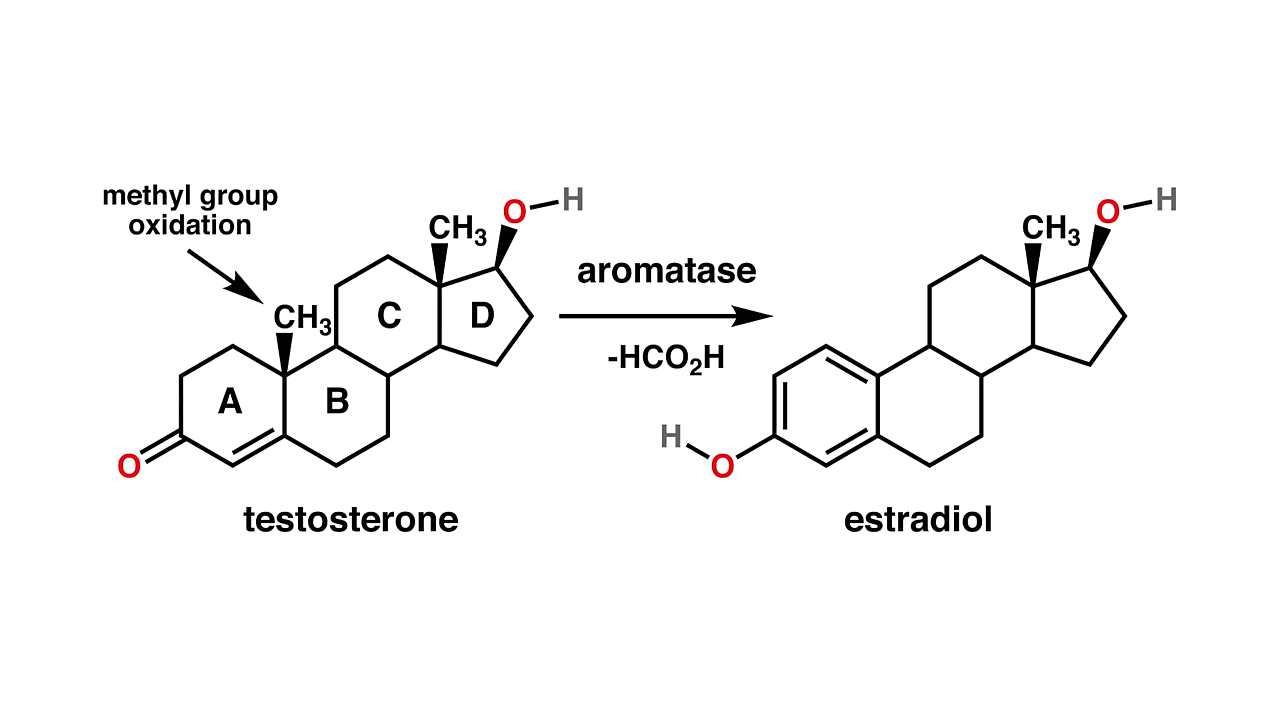 methyl group
oxidation
CH₃
A
B
C
D
CH₃
O
H
O
testosterone
aromatase
-HCO₂H
CH₃
O
H
H
O
estradiol